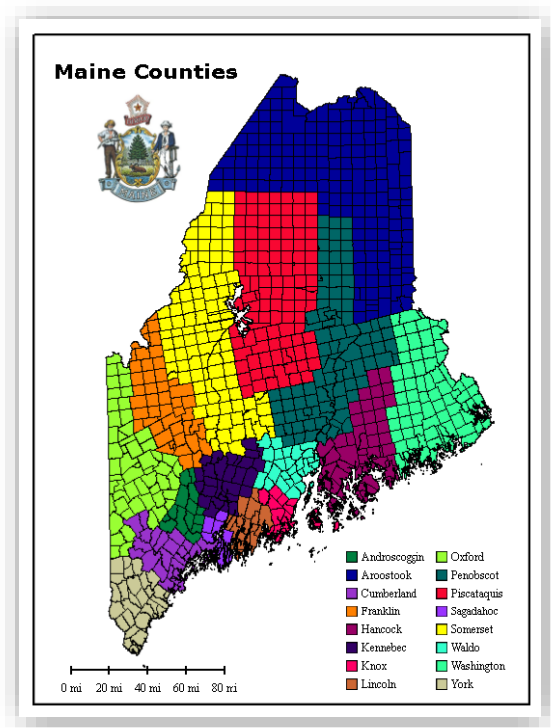 Maine Counties
Androscoggin
Aroostook
Cumberland
Franklin
Hancock
Kennebec
Knox
Lincoln
Oxford
Penobscot
Piscataquis
Sagadahoc
Somerset
Waldo
Washington
York
0 mi 20 mi 40 mi 60 mi 80 mi